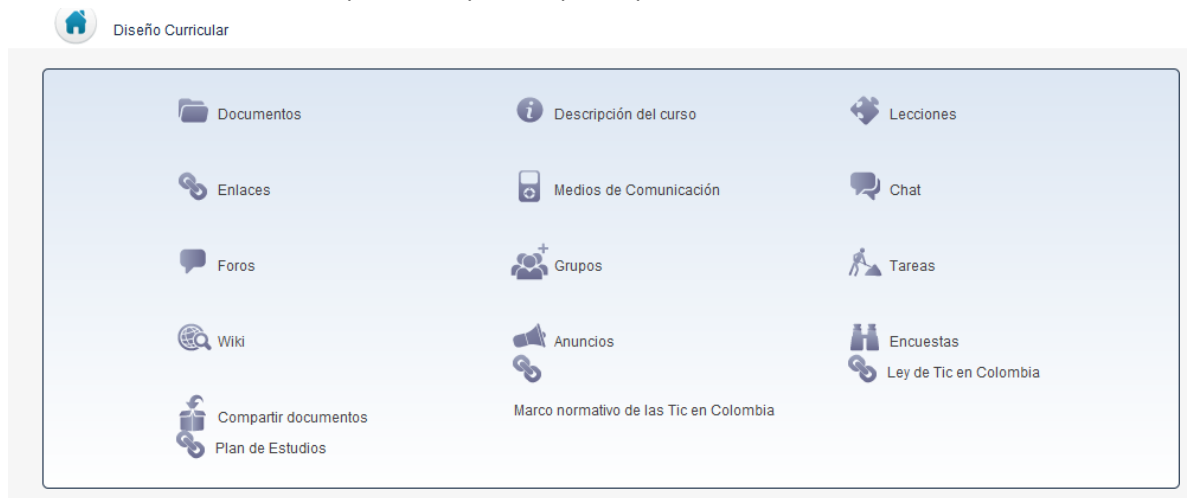 Diseño Curricular
Documentos
Descripción del curso
Lecciones
Enlaces
Medios de Comunicación
Chat
Foros
Grupos
Tareas
Wiki
Anuncios
Encuestas
Ley de Tic en Colombia
Compartir documentos
Marco normativo de las Tic en Colombia
Plan de Estudios